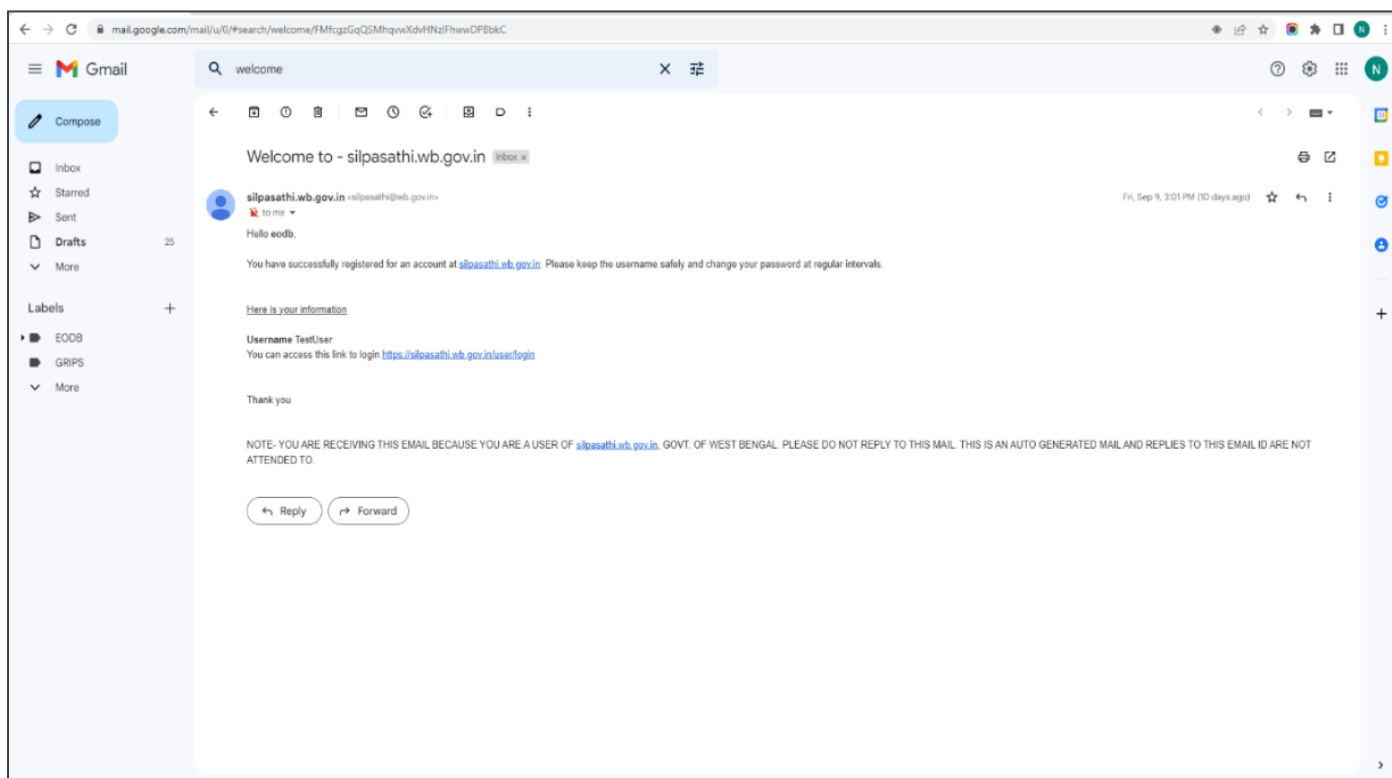 mail.google.com/mail/u/0/#search/welcome/FMfcgzGqQSMhqvwXdvHNzlFhwwDPBbkC
N
Gmail
welcome
N
Compose
Inbox
Starred
Sent
Drafts 25
More
Labels
EODB
GRIPS
More
Welcome to - silpasathi.wb.gov.in Inbox x
silpasathi.wb.gov.in <silpasathi@wb.gov.in>
Fri, Sep 9, 3:01 PM (10 days ago)
to me
Hello eodb,
You have successfully registered for an account at silpasathi.wb.gov.in. Please keep the username safely and change your password at regular intervals.
Here is your information
Username TestUser
You can access this link to login https://silpasathi.wb.gov.in/user/login
Thank you
NOTE- YOU ARE RECEIVING THIS EMAIL BECAUSE YOU ARE A USER OF silpasathi.wb.gov.in, GOVT. OF WEST BENGAL. PLEASE DO NOT REPLY TO THIS MAIL. THIS IS AN AUTO GENERATED MAIL AND REPLIES TO THIS EMAIL ID ARE NOT
ATTENDED TO.
Reply
Forward